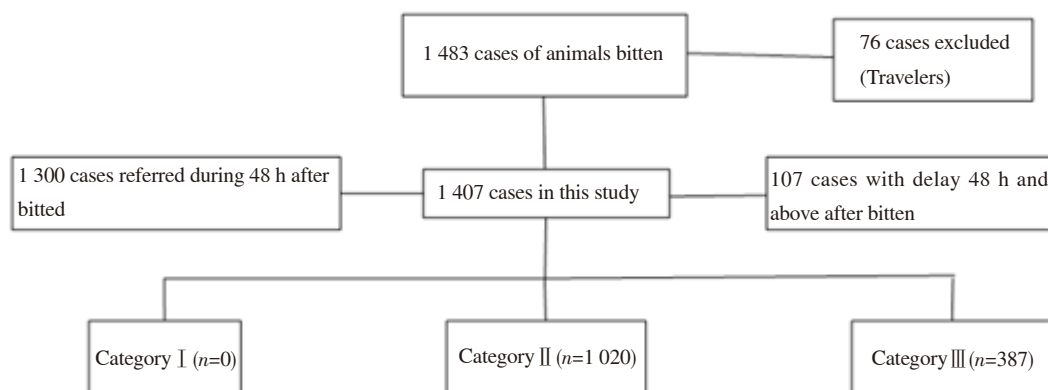 1 483 cases of animals bitten
76 cases excluded
(Travelers)
1 300 cases referred during 48 h after
bitted
1 407 cases in this study
107 cases with delay 48 h and
above after bitten
Category Ⅰ (n=0)
Category Ⅱ (n=1 020)
Category Ⅲ (n=387)